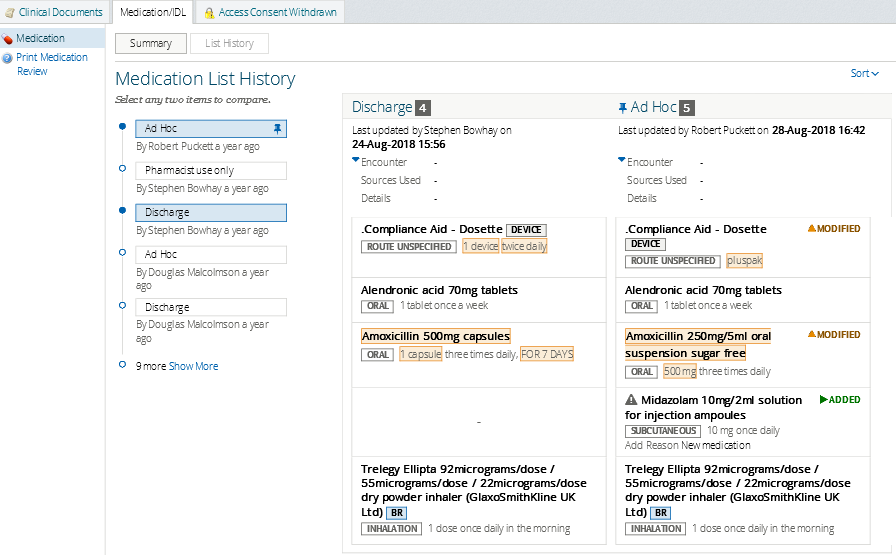 Clinical Documents
Medication/IDL
Access Consent Withdrawn
Medication
Print Medication
Review
Summary
List History
Medication List History
Sort
Select any two items to compare.
Ad Hoc
By Robert Puckett a year ago
Pharmacist use only
By Stephen Bowhay a year ago
Discharge
By Stephen Bowhay a year ago
Ad Hoc
By Douglas Malcolmson a year
ago
Discharge
By Douglas Malcolmson a year
ago
9 more Show More
Discharge 4
Last updated by Stephen Bowhay on
24-Aug-2018 15:56
Encounter -
Sources Used -
Details -
.Compliance Aid - Dosette DEVICE
ROUTE UNSPECIFIED 1 device twice daily
Alendronic acid 70mg tablets
ORAL 1 tablet once a week
Amoxicillin 500mg capsules
ORAL 1 capsule three times daily, FOR 7 DAYS
-
Trelegy Ellipta 92micrograms/dose /
55micrograms/dose / 22micrograms/dose
dry powder inhaler (GlaxoSmithKline UK
Ltd) BR
INHALATION 1 dose once daily in the morning
Ad Hoc 5
Last updated by Robert Puckett on 28-Aug-2018 16:42
Encounter -
Sources Used -
Details -
.Compliance Aid - Dosette MODIFIED
DEVICE
ROUTE UNSPECIFIED pluspak
Alendronic acid 70mg tablets
ORAL 1 tablet once a week
Amoxicillin 250mg/5ml oral MODIFIED
suspension sugar free
ORAL 500 mg three times daily
Midazolam 10mg/2ml solution ADDED
for injection ampoules
SUBCUTANEOUS 10 mg once daily
Add Reason New medication
Trelegy Ellipta 92micrograms/dose /
55micrograms/dose / 22micrograms/dose
dry powder inhaler (GlaxoSmithKline UK
Ltd) BR
INHALATION 1 dose once daily in the morning